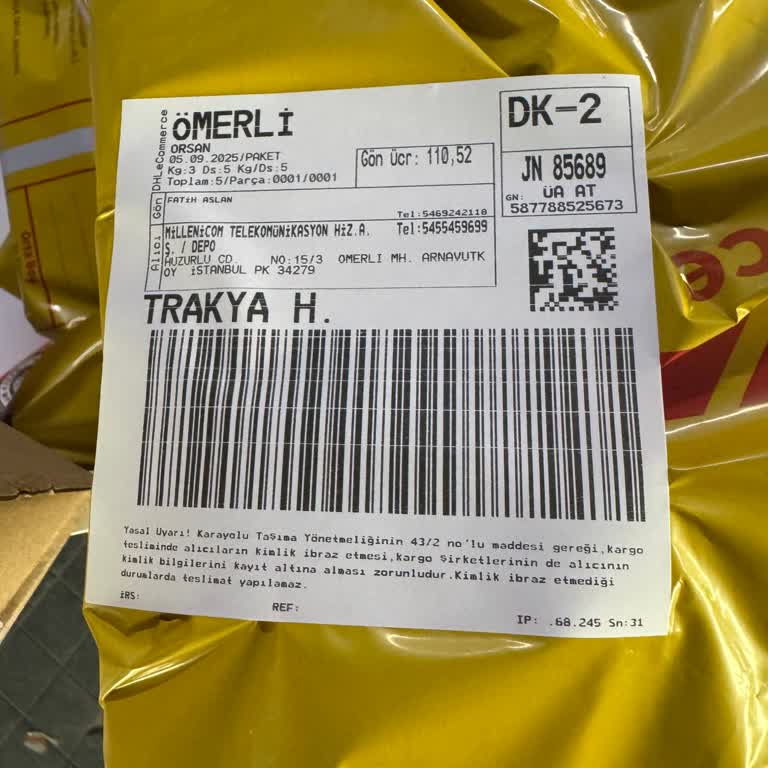 DHLeCommerce
ÖMERLİ
ORSAN
05.09.2025/PAKET
Kg:3 Ds:5 Kg/Ds:5
Toplam:5/Parça:0001/0001
Gön Ücr: 110,52
DK-2
JN 85689
ÜA AT
GN: 587788525673
Gön
FATİH ASLAN
Tel:5469242118
Alıcı
MİLLENİCOM TELEKOMÜNİKASYON HİZ.A. Tel:5455459699
Ş. / DEPO
HUZURLU CD. NO:15/3 OMERLI MH. ARNAVUTK
OY İSTANBUL PK 34279
TRAKYA H.
Yasal Uyarı! Karayolu Taşıma Yönetmeliğinin 43/2 no'lu maddesi gereği,kargo
tesliminde alıcıların kimlik ibraz etmesi,kargo Şirketlerinin de alıcının
kimlik bilgilerini kayıt altına alması zorunludur.Kimlik ibraz etmediği
durumlarda teslimat yapılamaz.
İRS:
REF:
IP: .68.245 Sn:31